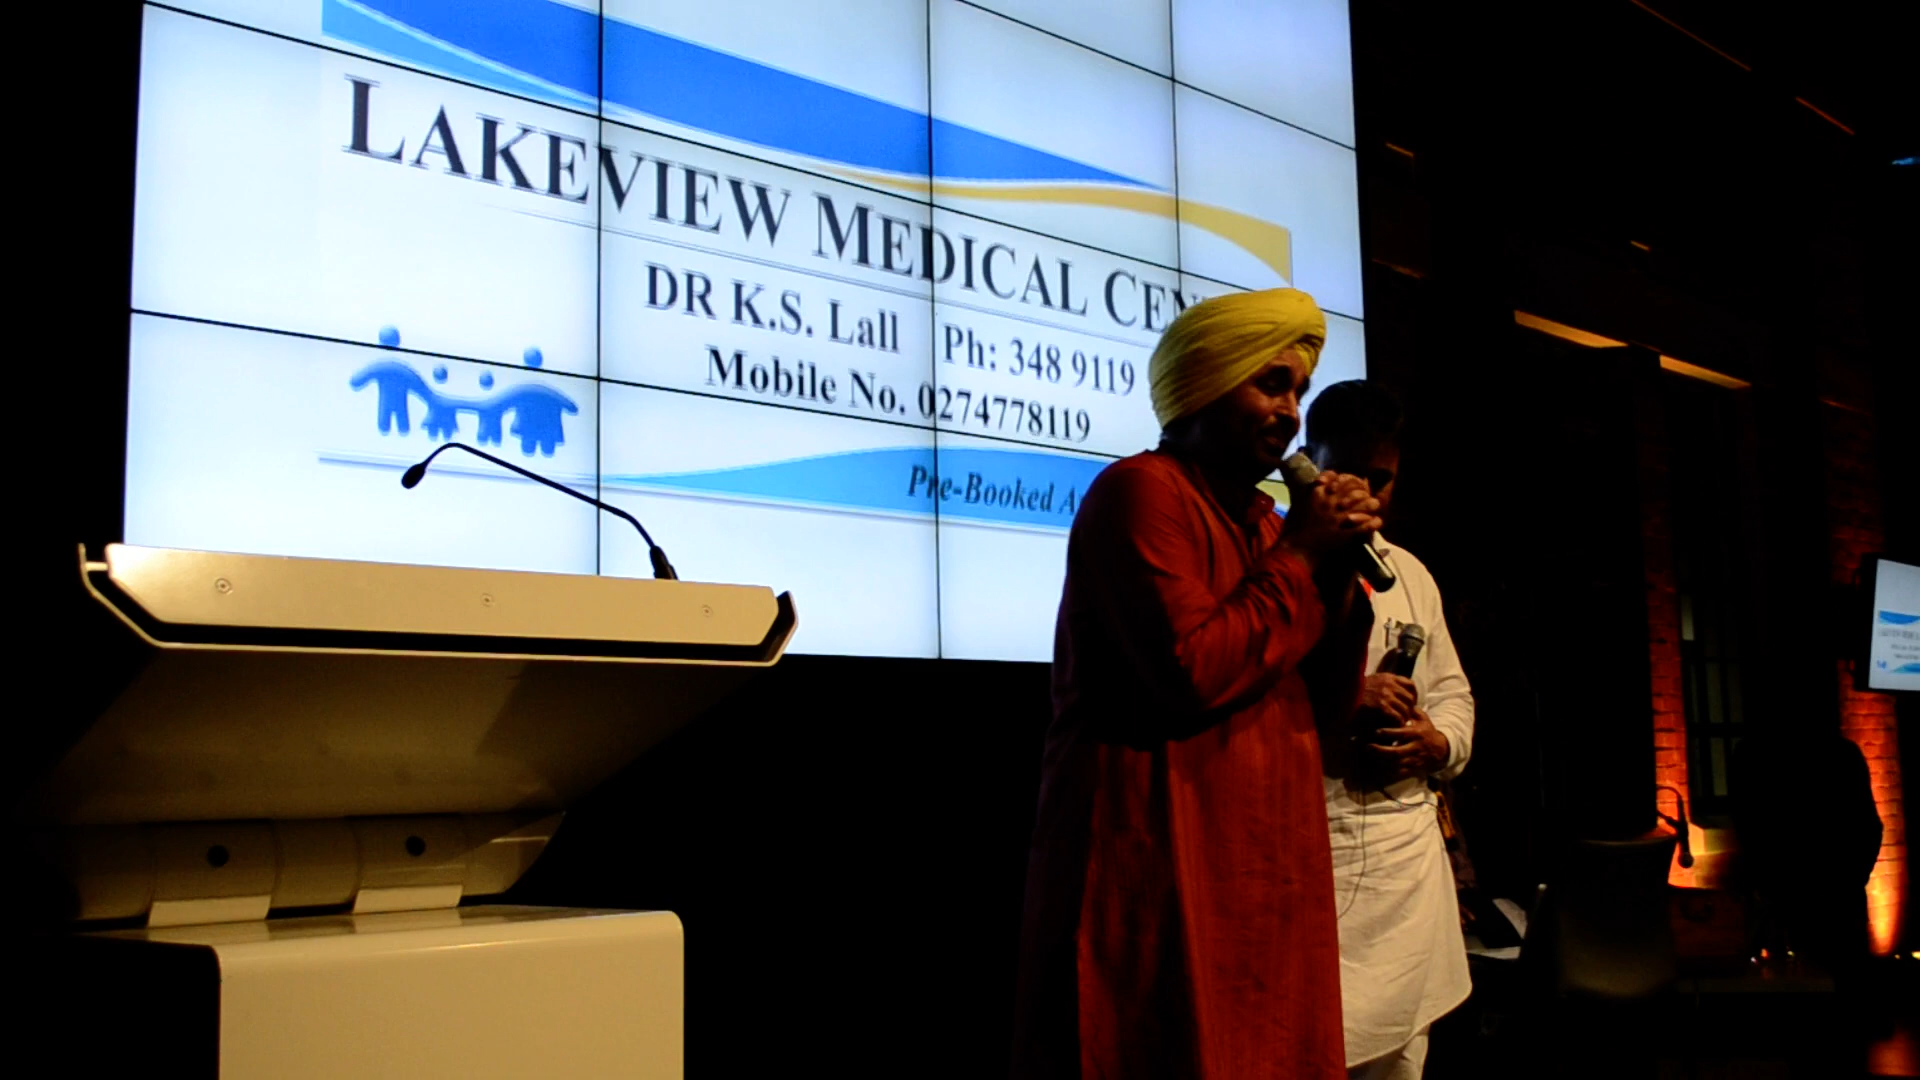 LAKEVIEW MEDICAL CEN
DR K.S. Lall Ph: 348 9119
Mobile No. 0274778119
Pre-Booked A